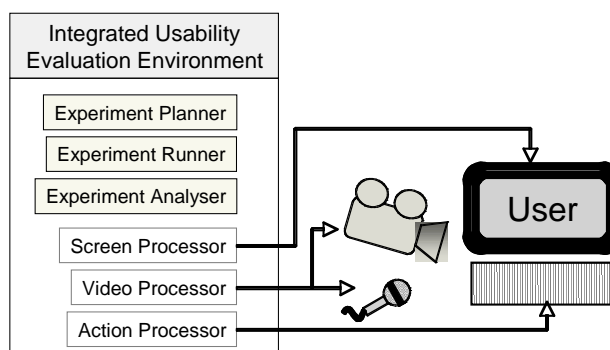 Integrated Usability
Evaluation Environment
Experiment Planner
Experiment Runner
Experiment Analyser
Screen Processor
Video Processor
Action Processor
User